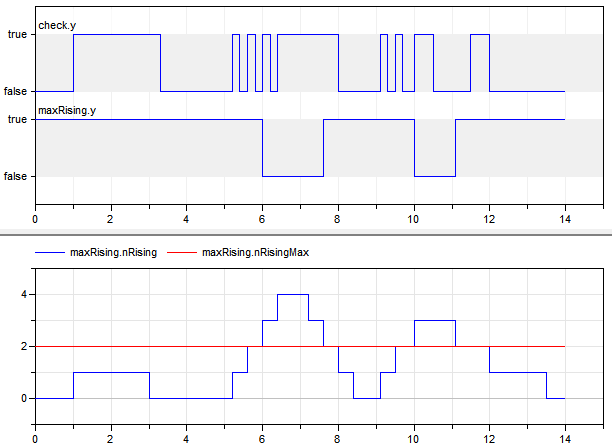 check.y
true
false
maxRising.y
true
false
0 2 4 6 8 10 12 14
maxRising.nRising maxRising.nRisingMax
4
2
0
0 2 4 6 8 10 12 14